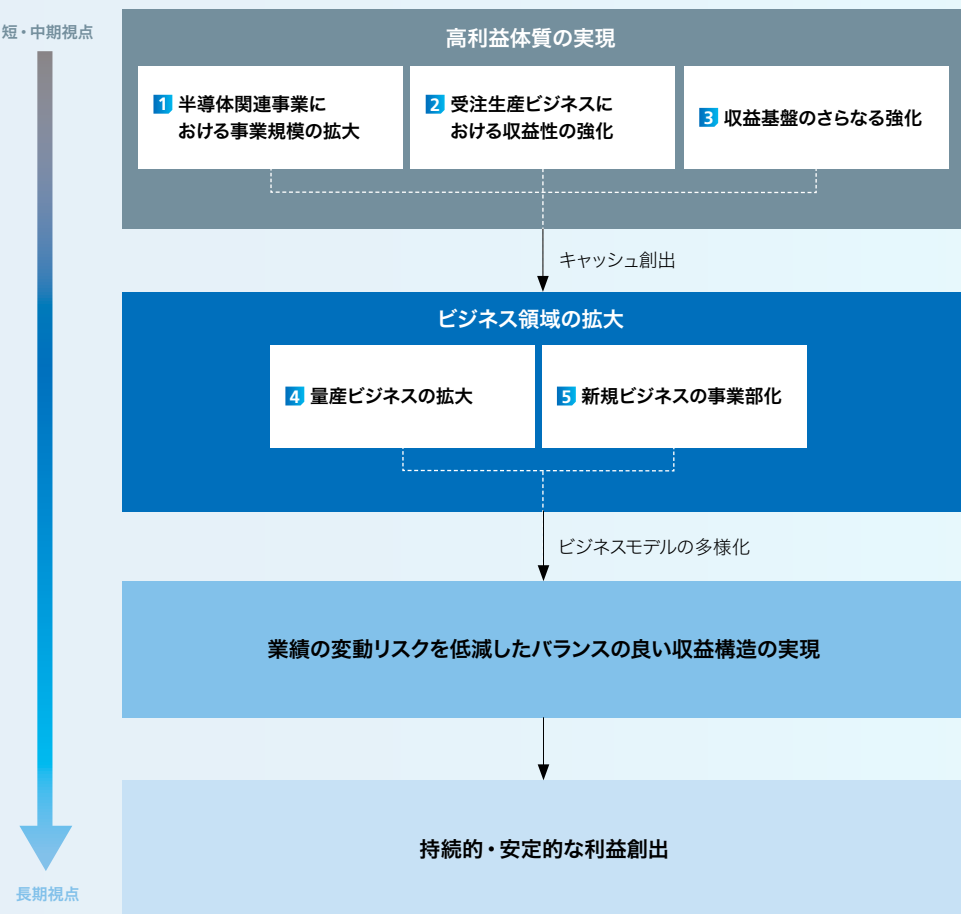 短・中期視点
高利益体質の実現
1 半導体関連事業に
おける事業規模の拡大
2 受注生産ビジネスに
おける収益性の強化
3 収益基盤のさらなる強化
キャッシュ創出
ビジネス領域の拡大
4 量産ビジネスの拡大
5 新規ビジネスの事業部化
ビジネスモデルの多様化
業績の変動リスクを低減したバランスの良い収益構造の実現
持続的・安定的な利益創出
長期視点